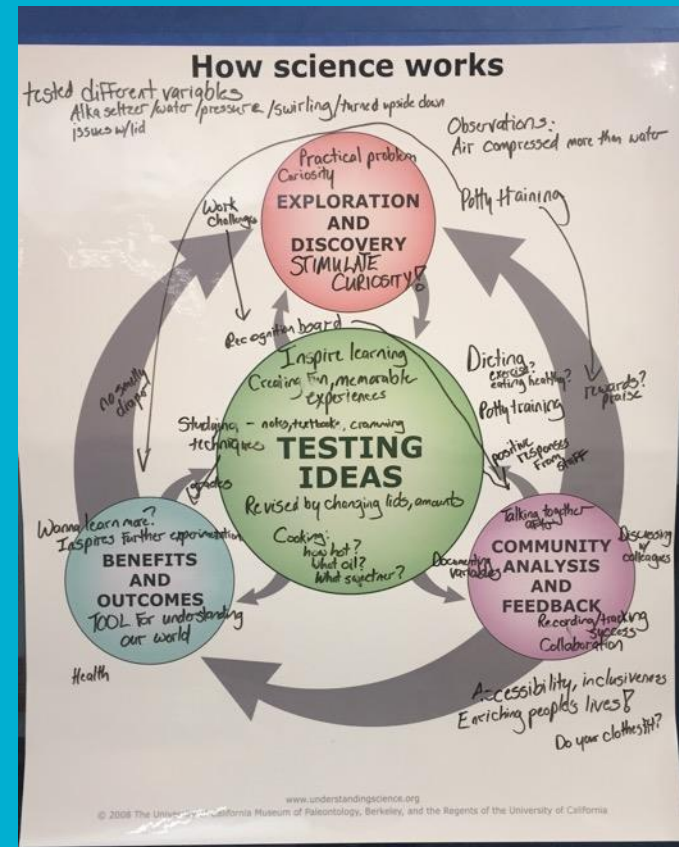 How science works
tested different variables
Alka seltzer/water/pressure/swirling/turned upside down
issues w/lid
Observations:
Air compressed more than water
Practical problem
Curiosity
EXPLORATION
AND
DISCOVERY
STIMULATE
CURIOSITY!
Work
challenges
Potty training
Recognition board
Inspire learning
Creating fun, memorable
experiences
Studying - notes, textbook, cramming
techniques
TESTING
IDEAS
Revised by changing lids, amounts
Cooking:
how hot?
What oil?
What sweetner?
Dieting
exercise?
eating healthy?
Potty training
rewards?
praise
positive
responses
from
staff
no smelly
diapers!
grades
Wanna learn more?
Inspires further experimentation
BENEFITS
AND
OUTCOMES
TOOL for understanding
our world
Health
Talking together
Documenting
variables
COMMUNITY
ANALYSIS
AND
FEEDBACK
Discussing
w/
colleagues
Recording/tracking
success
Collaboration
Accessibility, inclusiveness
Enriching people's lives!
Do your clothes fit?
www.understandingscience.org
© 2008 The University of California Museum of Paleontology, Berkeley, and the Regents of the University of California